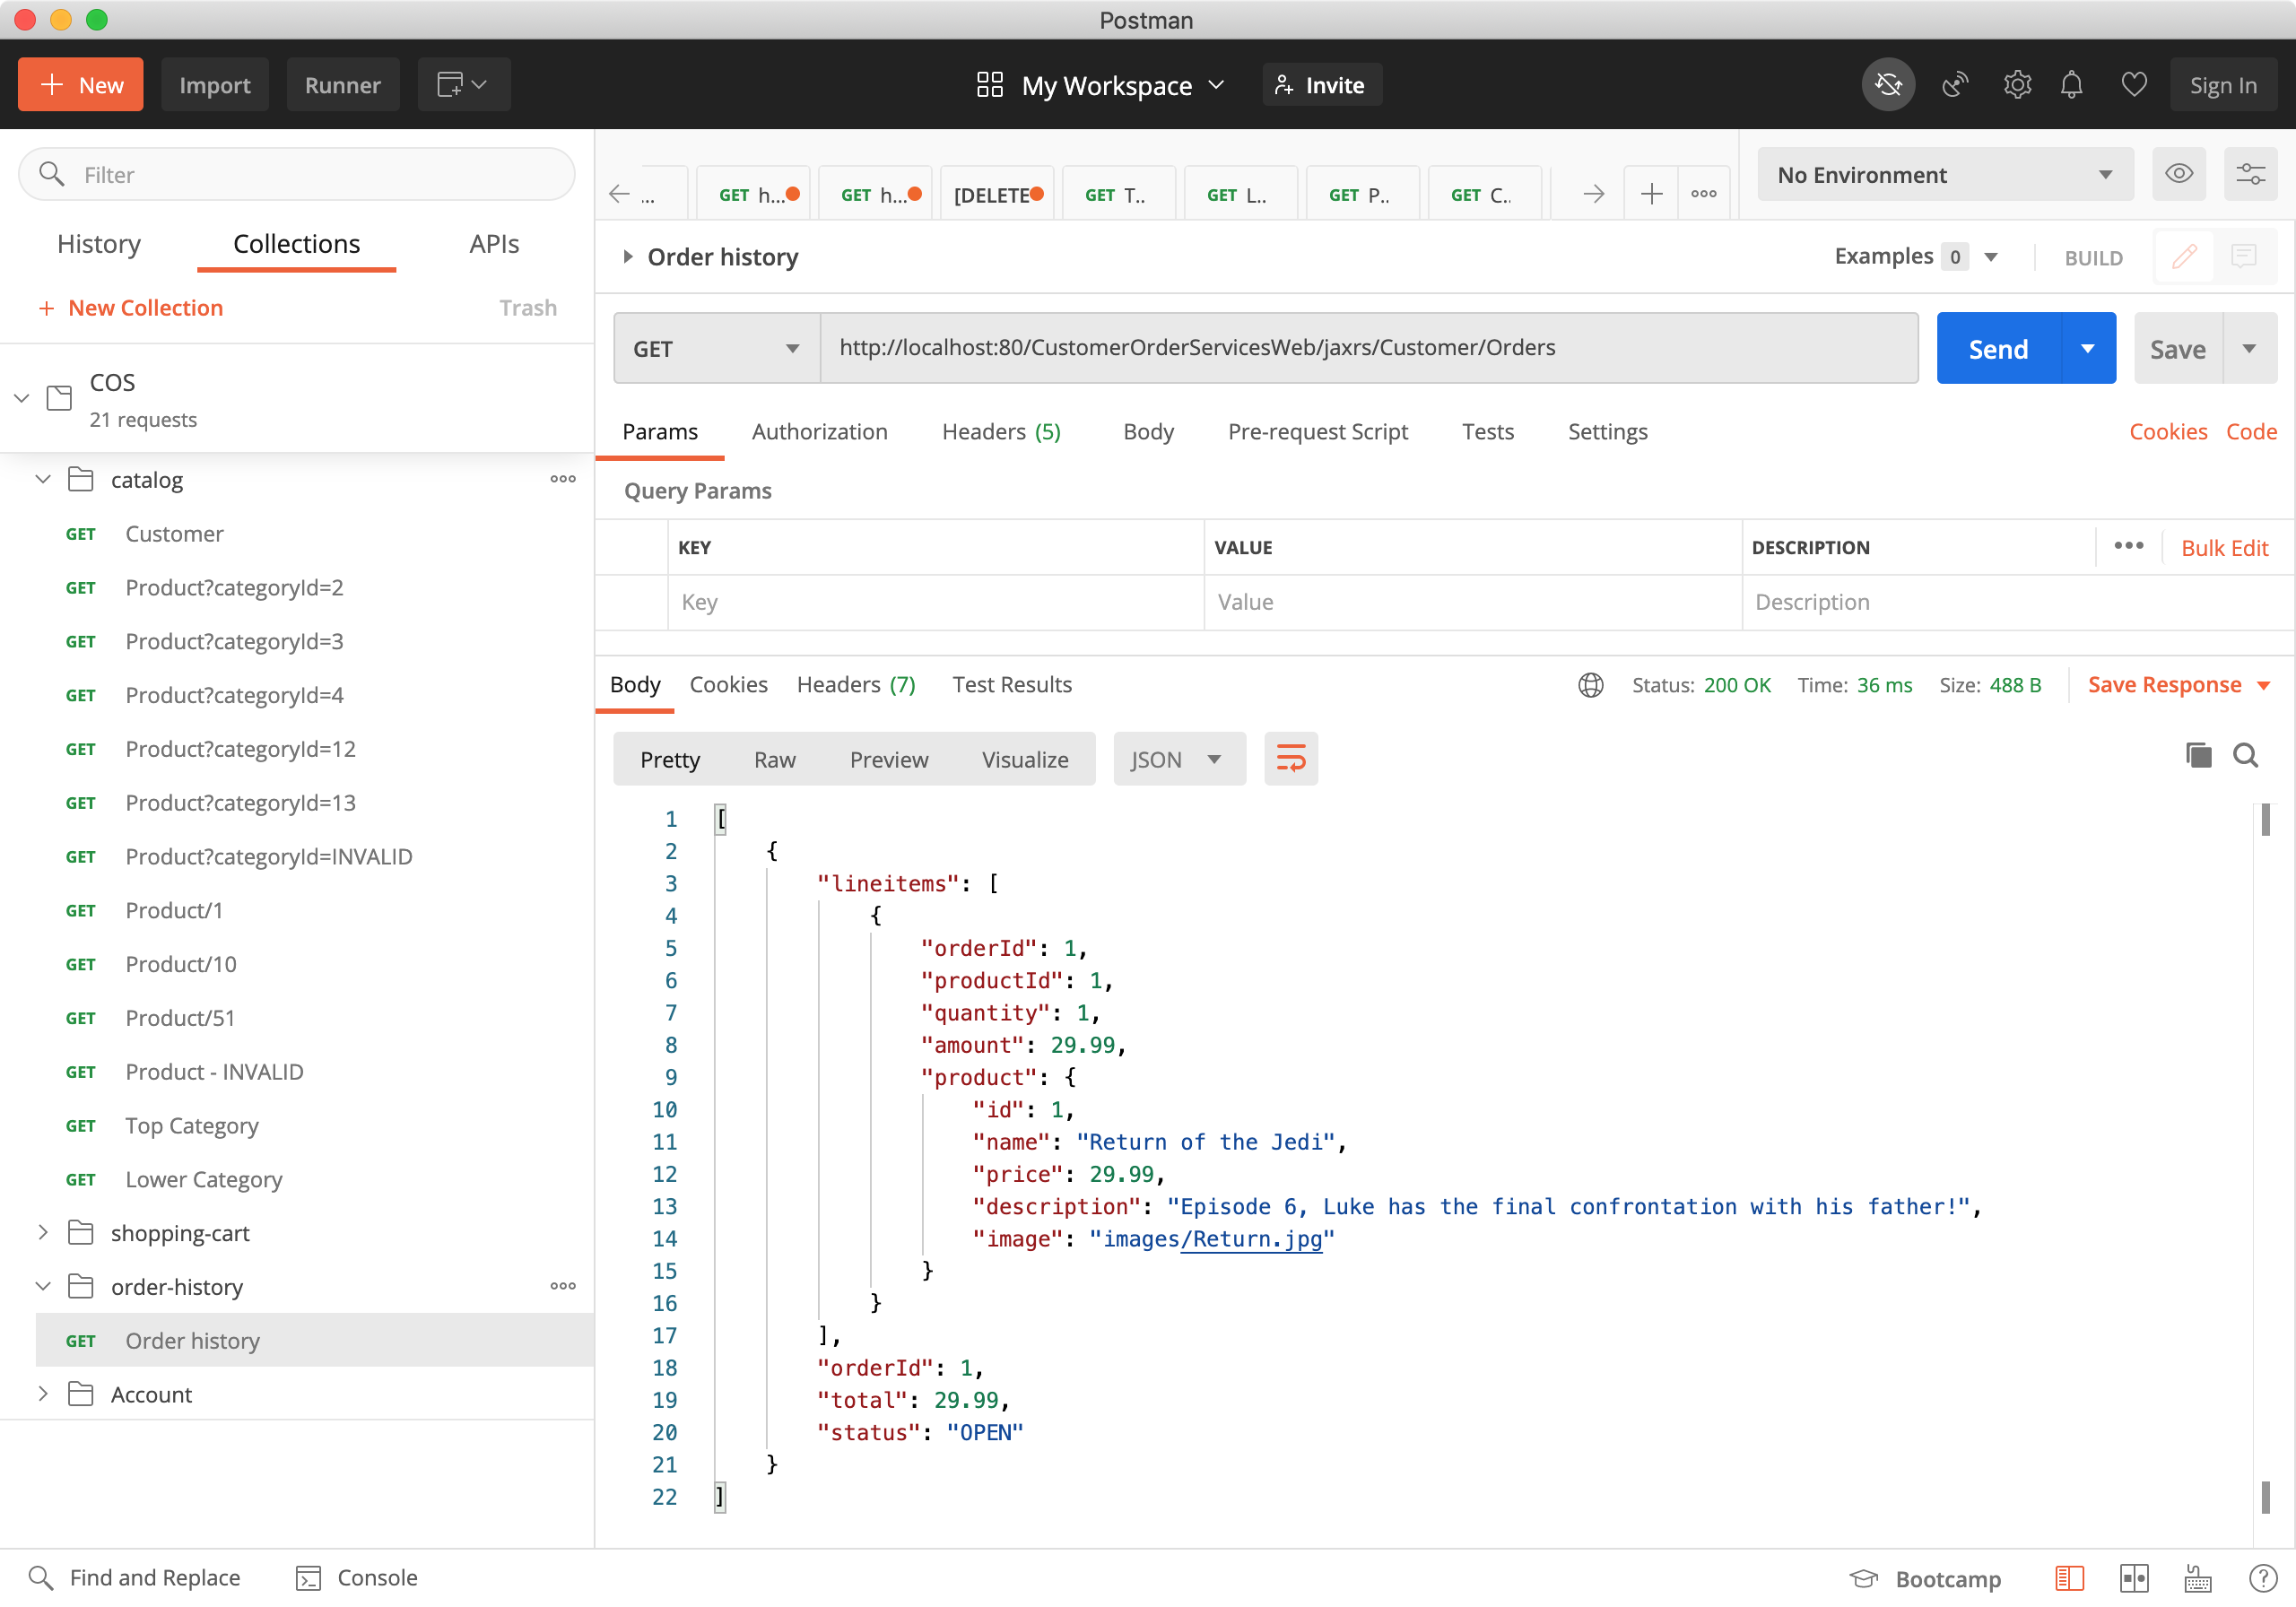 Postman
New
Import
Runner
My Workspace
Invite
Sign In
Filter
History
Collections
APIs
+ New Collection
Trash
COS
21 requests
catalog
GET Customer
GET Product?categoryId=2
GET Product?categoryId=3
GET Product?categoryId=4
GET Product?categoryId=12
GET Product?categoryId=13
GET Product?categoryId=INVALID
GET Product/1
GET Product/10
GET Product/51
GET Product - INVALID
GET Top Category
GET Lower Category
shopping-cart
order-history
GET Order history
Account
...
GET h...
GET h...
[DELETE
GET T..
GET L..
GET P..
GET C..
No Environment
Order history
Examples 0
BUILD
GET
http://localhost:80/CustomerOrderServicesWeb/jaxrs/Customer/Orders
Send
Save
Params
Authorization
Headers (5)
Body
Pre-request Script
Tests
Settings
Cookies
Code
Query Params
KEY
VALUE
DESCRIPTION
Bulk Edit
Key
Value
Description
Body
Cookies
Headers (7)
Test Results
Status: 200 OK
Time: 36 ms
Size: 488 B
Save Response
Pretty
Raw
Preview
Visualize
JSON
1 [
2 {
3 "lineitems": [
4 {
5 "orderId": 1,
6 "productId": 1,
7 "quantity": 1,
8 "amount": 29.99,
9 "product": {
10 "id": 1,
11 "name": "Return of the Jedi",
12 "price": 29.99,
13 "description": "Episode 6, Luke has the final confrontation with his father!",
14 "image": "images/Return.jpg"
15 }
16 }
17 ],
18 "orderId": 1,
19 "total": 29.99,
20 "status": "OPEN"
21 }
22 ]
Find and Replace
Console
Bootcamp